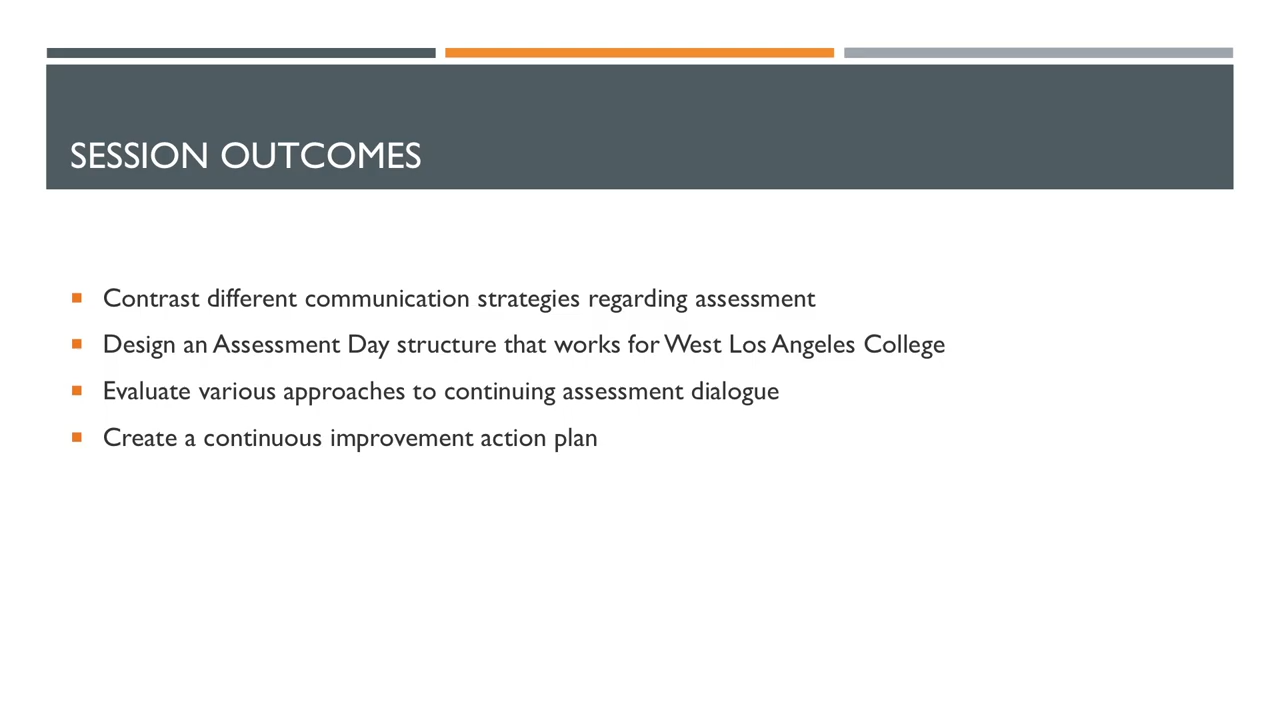 SESSION OUTCOMES
Contrast different communication strategies regarding assessment
Design an Assessment Day structure that works for West Los Angeles College
Evaluate various approaches to continuing assessment dialogue
Create a continuous improvement action plan